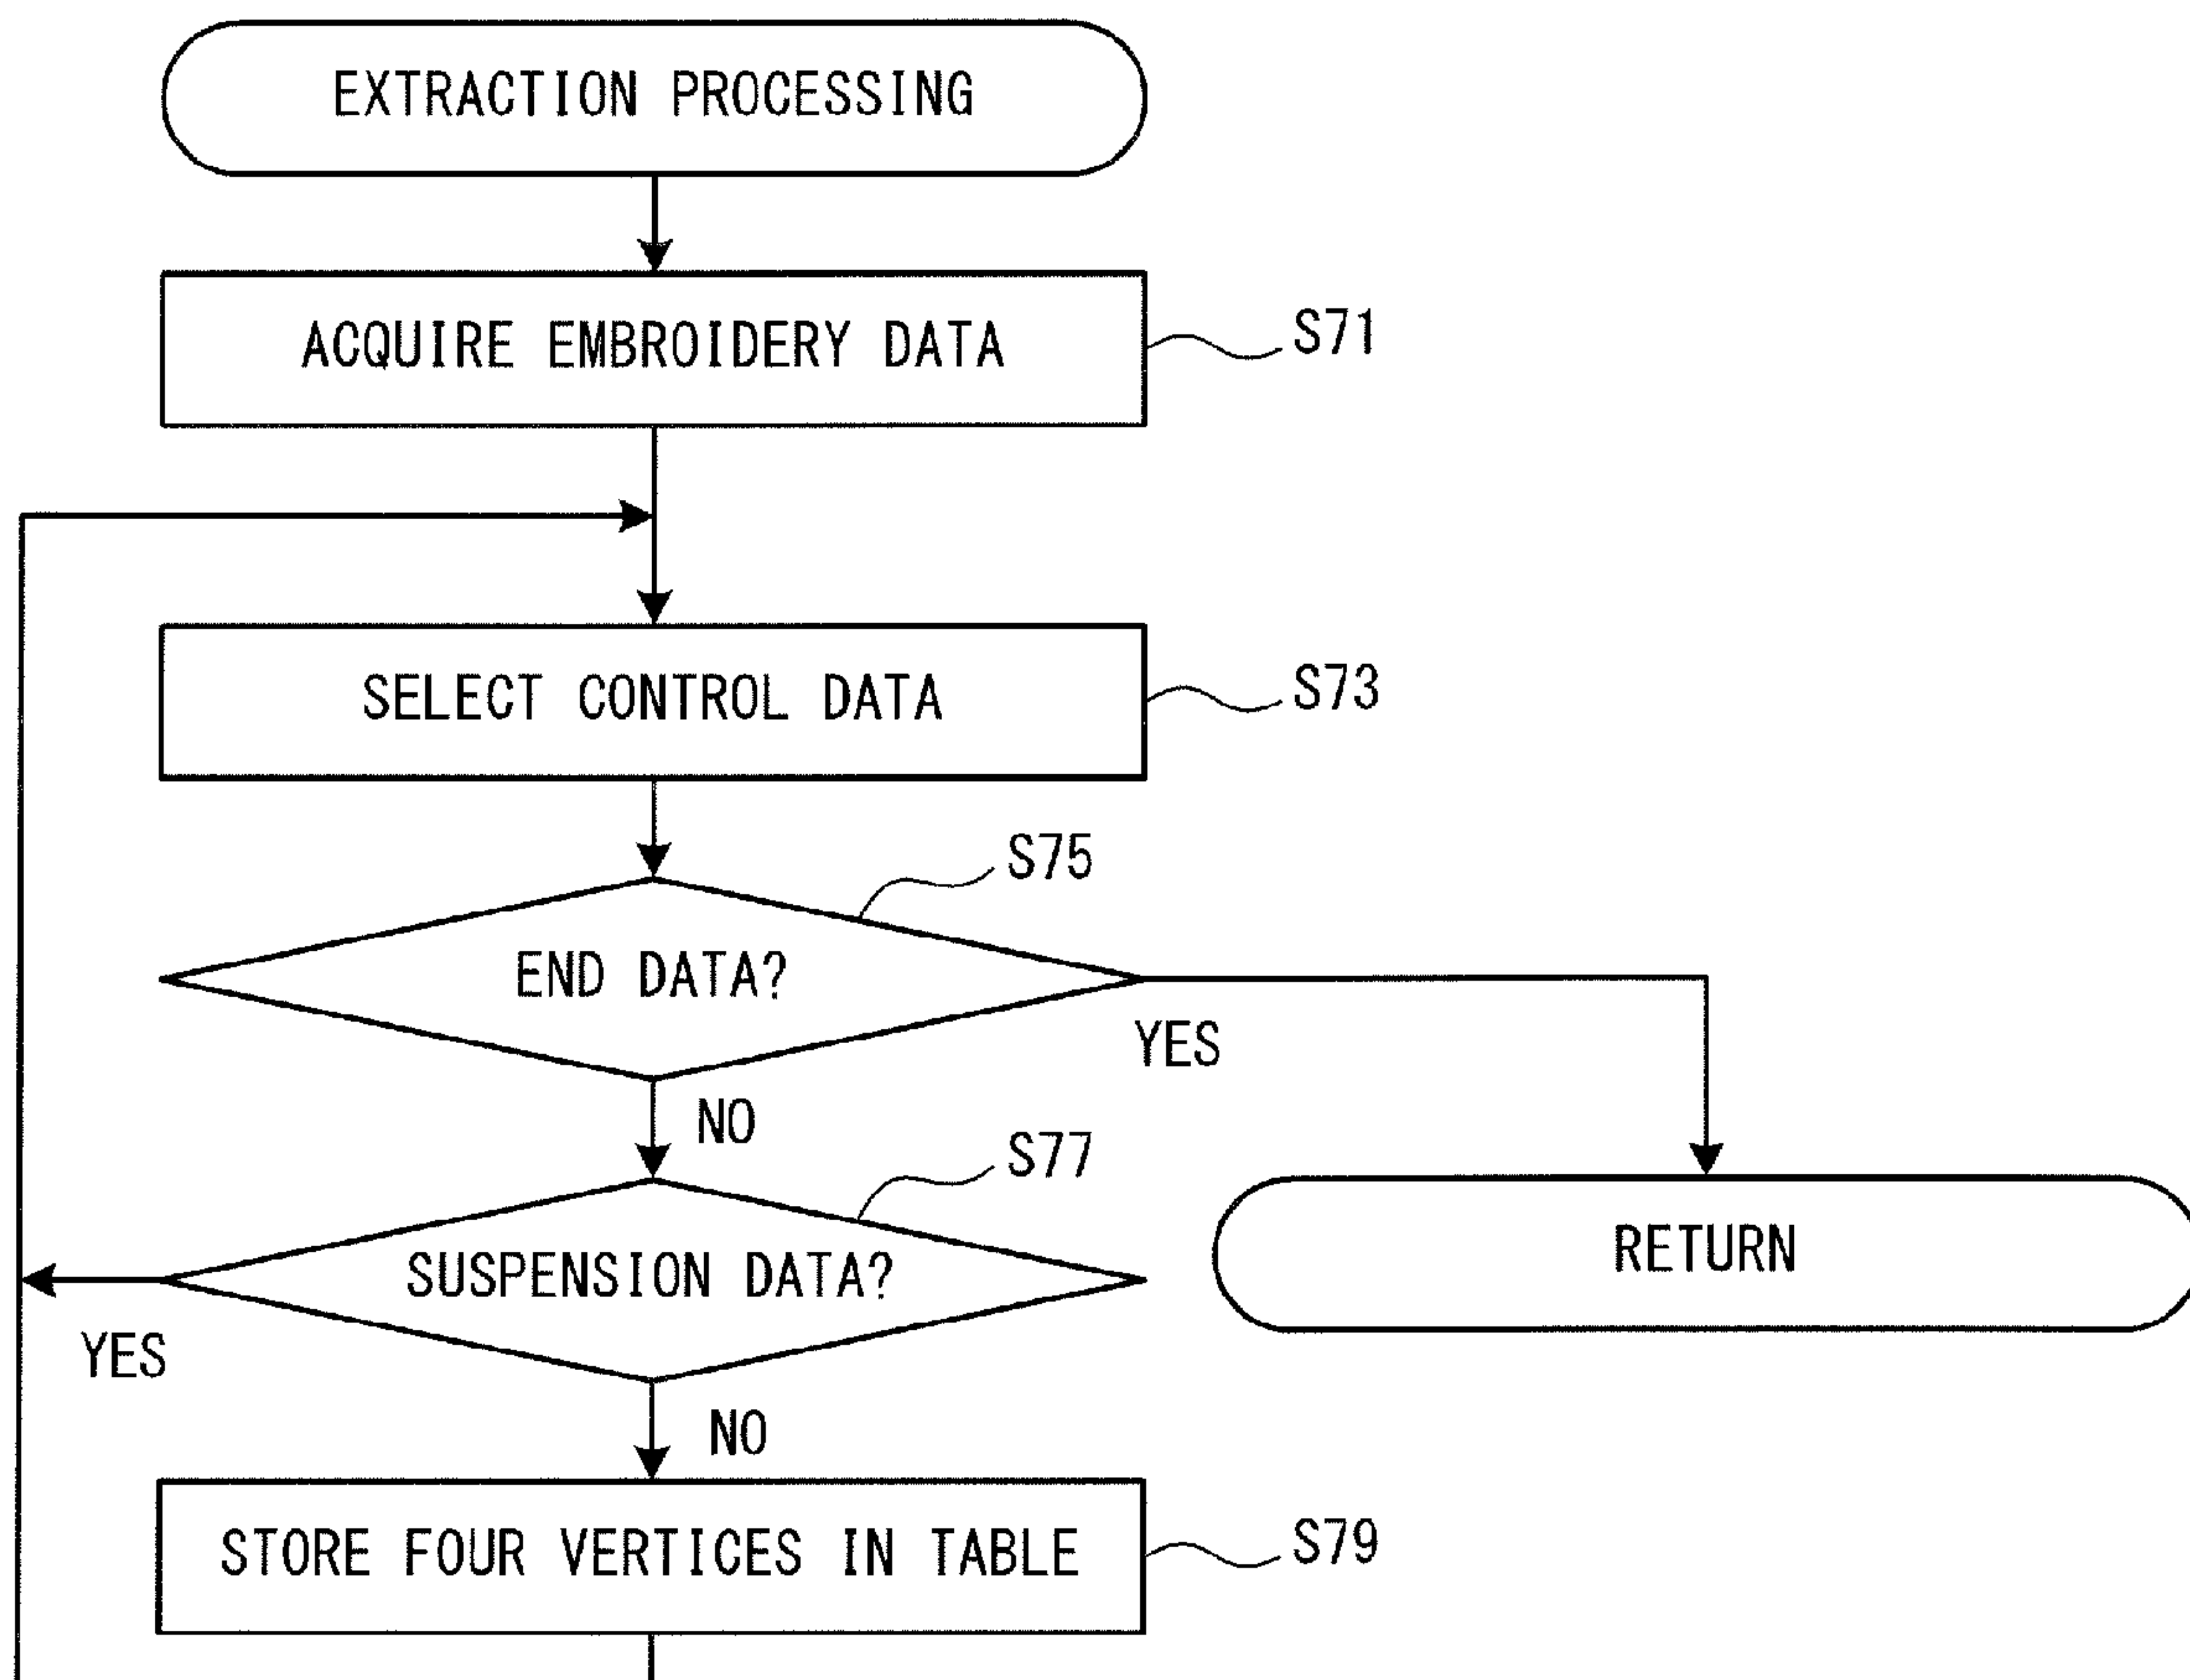 EXTRACTION PROCESSING
ACQUIRE EMBROIDERY DATA
S71
SELECT CONTROL DATA
S73
S75
END DATA?
YES
NO
S77
SUSPENSION DATA?
RETURN
YES
NO
STORE FOUR VERTICES IN TABLE
S79